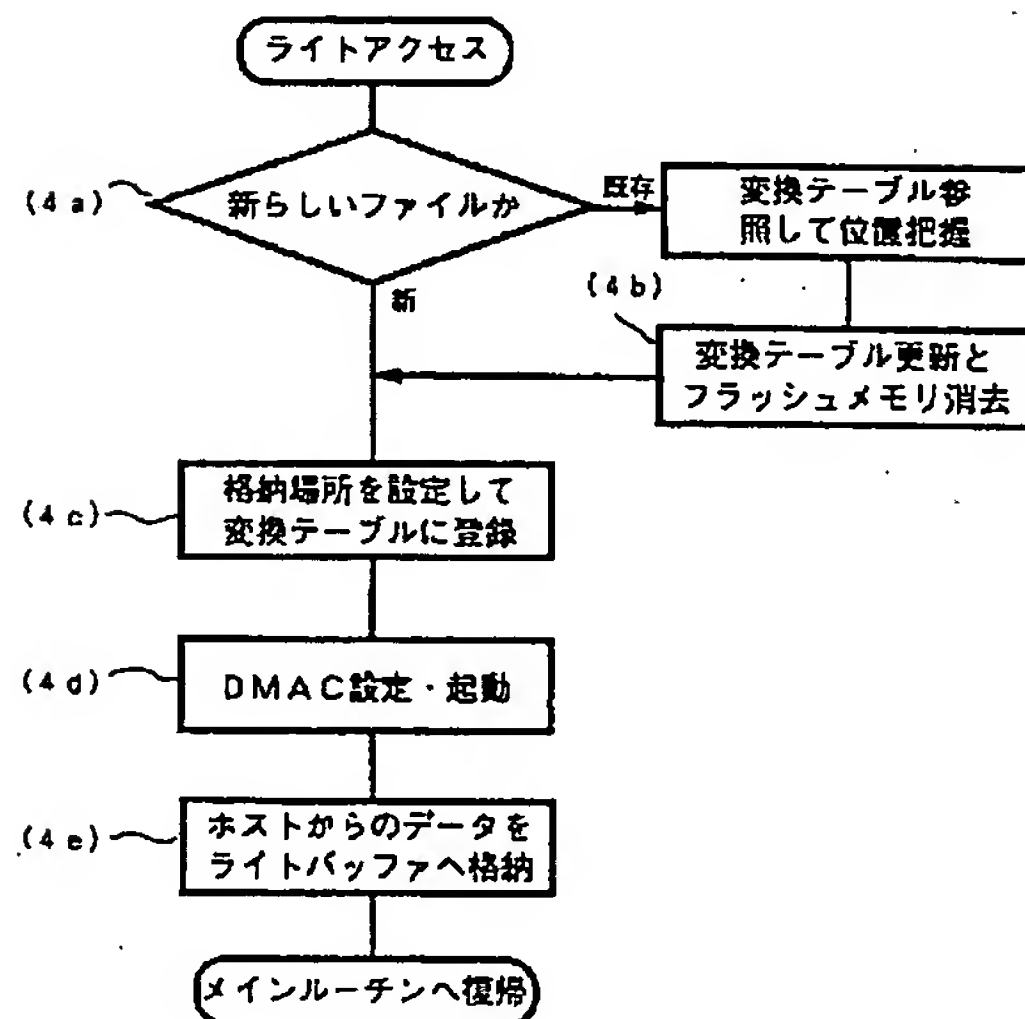 ライトアクセス
(4a)
新らしいファイルか
既存
変換テーブル参
照して位置把握
新
(4b)
変換テーブル更新と
フラッシュメモリ消去
(4c)
格納場所を設定して
変換テーブルに登録
(4d)
DMAC設定・起動
(4e)
ホストからのデータを
ライトバッファへ格納
メインルーチンへ復帰